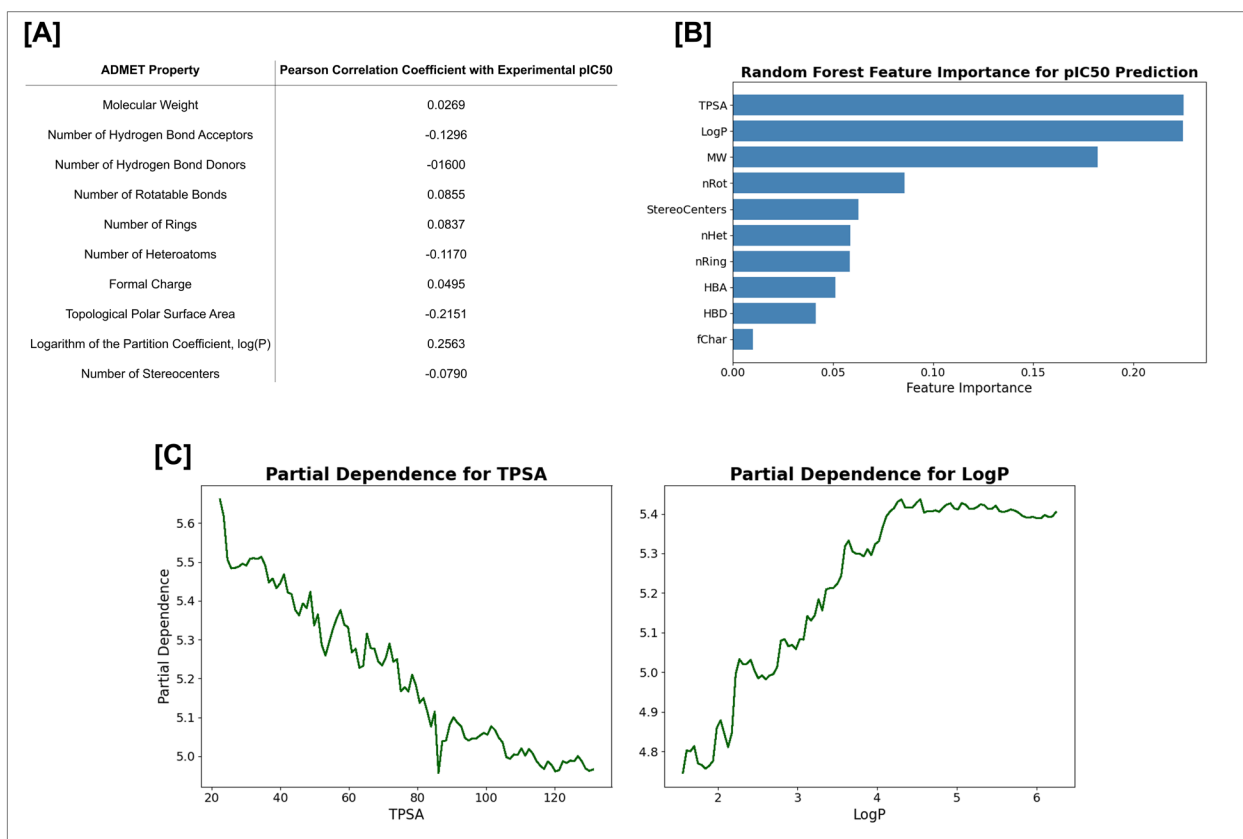 [A]
ADMET Property Pearson Correlation Coefficient with Experimental pIC50
Molecular Weight 0.0269
Number of Hydrogen Bond Acceptors -0.1296
Number of Hydrogen Bond Donors -01600
Number of Rotatable Bonds 0.0855
Number of Rings 0.0837
Number of Heteroatoms -0.1170
Formal Charge 0.0495
Topological Polar Surface Area -0.2151
Logarithm of the Partition Coefficient, log(P) 0.2563
Number of Stereocenters -0.0790
[B]
Random Forest Feature Importance for pIC50 Prediction
TPSA
LogP
MW
nRot
StereoCenters
nHet
nRing
HBA
HBD
fChar
0.00 0.05 0.10 0.15 0.20
Feature Importance
[C]
Partial Dependence for TPSA
Partial Dependence
5.6
5.5
5.4
5.3
5.2
5.1
5.0
20 40 60 80 100 120
TPSA
Partial Dependence for LogP
5.4
5.3
5.2
5.1
5.0
4.9
4.8
2 3 4 5 6
LogP